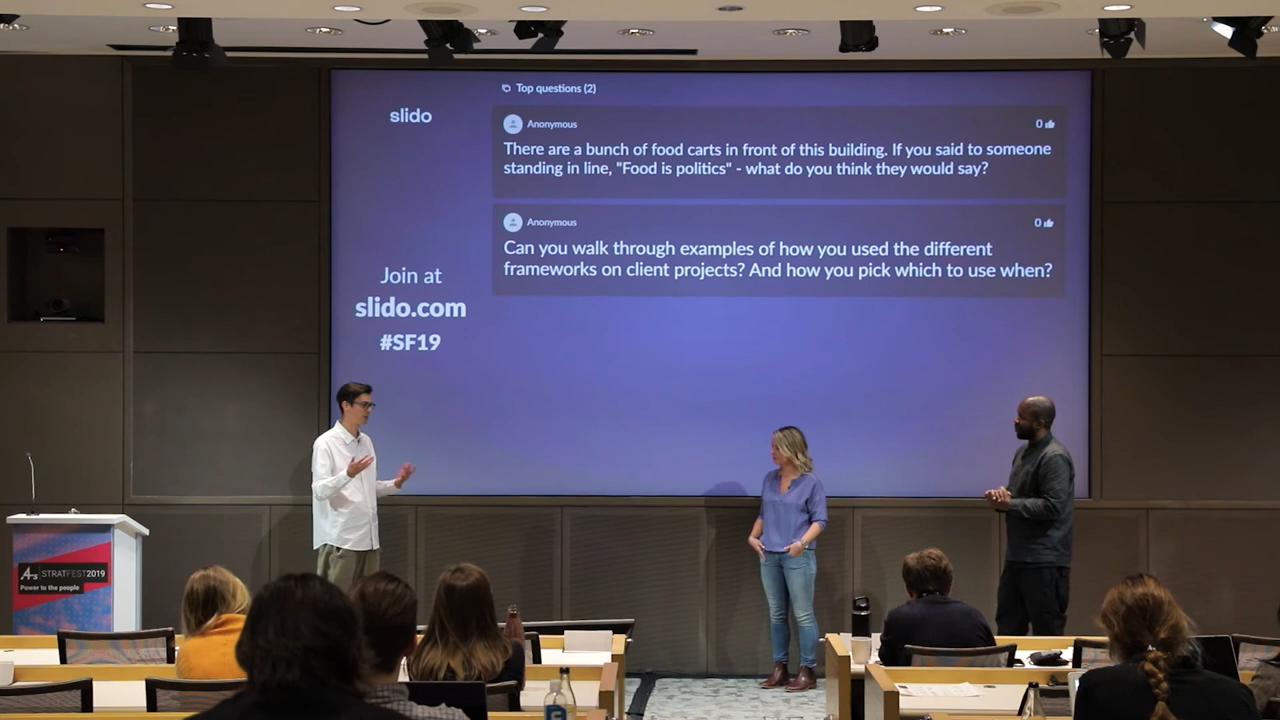 Top questions (2)
slido
Anonymous
0
There are a bunch of food carts in front of this building. If you said to someone
standing in line, "Food is politics" - what do you think they would say?
Anonymous
0
Can you walk through examples of how you used the different
frameworks on client projects? And how you pick which to use when?
Join at
slido.com
#SF19
4As STRATFEST2019
Power to the people